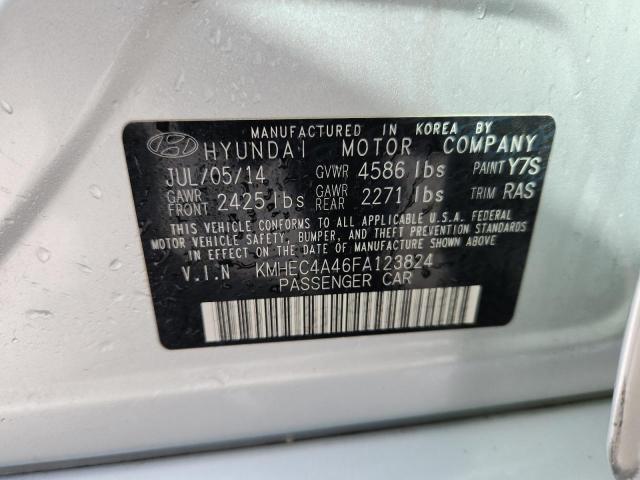 MANUFACTURED IN KOREA BY
HYUNDAI MOTOR COMPANY
JUL/05/14 GVWR 4586 lbs PAINT Y7S
GAWR FRONT 2425 lbs GAWR REAR 2271 lbs TRIM RAS
THIS VEHICLE CONFORMS TO ALL APPLICABLE U.S.A. FEDERAL
MOTOR VEHICLE SAFETY, BUMPER, AND THEFT PREVENTION STANDARDS
IN EFFECT ON THE DATE OF MANUFACTURE SHOWN ABOVE.
V.I.N KMHEC4A46FA123824
PASSENGER CAR